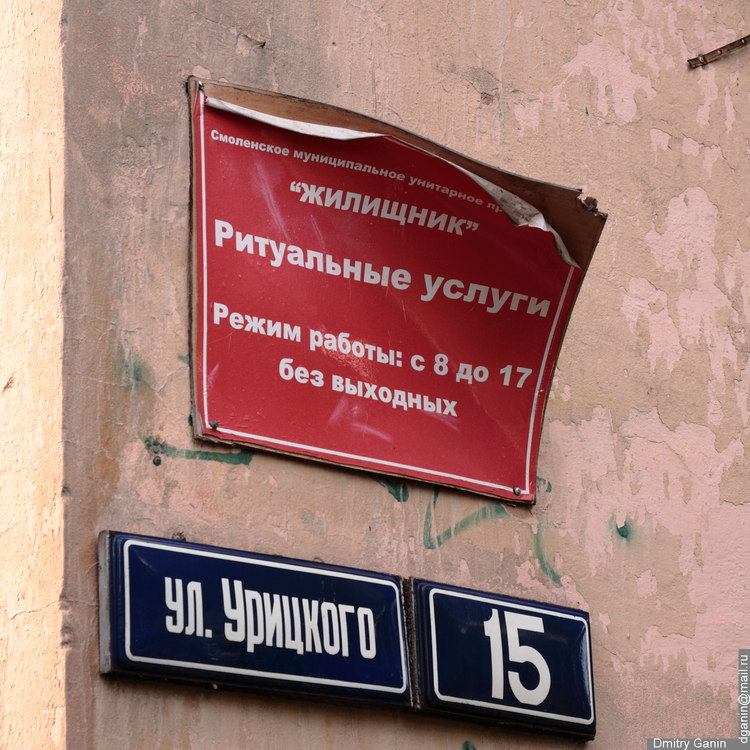 Смоленское муниципальное унитарное
"ЖИЛИЩНИК"
Ритуальные услуги
Режим работы: с 8 до 17
без выходных
ул. Урицкого 15
Dmitry Ganin
dganin@mail.ru